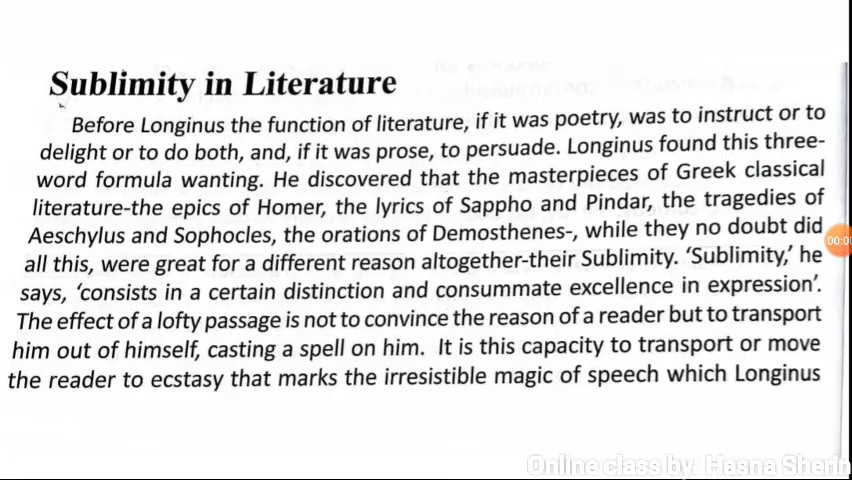 Sublimity in Literature
Before Longinus the function of literature, if it was poetry, was to instruct or to
delight or to do both, and, if it was prose, to persuade. Longinus found this three-
word formula wanting. He discovered that the masterpieces of Greek classical
literature-the epics of Homer, the lyrics of Sappho and Pindar, the tragedies of
Aeschylus and Sophocles, the orations of Demosthenes-, while they no doubt did
all this, were great for a different reason altogether-their Sublimity. ‘Sublimity,’ he
says, ‘consists in a certain distinction and consummate excellence in expression’.
The effect of a lofty passage is not to convince the reason of a reader but to transport
him out of himself, casting a spell on him. It is this capacity to transport or move
the reader to ecstasy that marks the irresistible magic of speech which Longinus
Online class by: Hasna Sherin